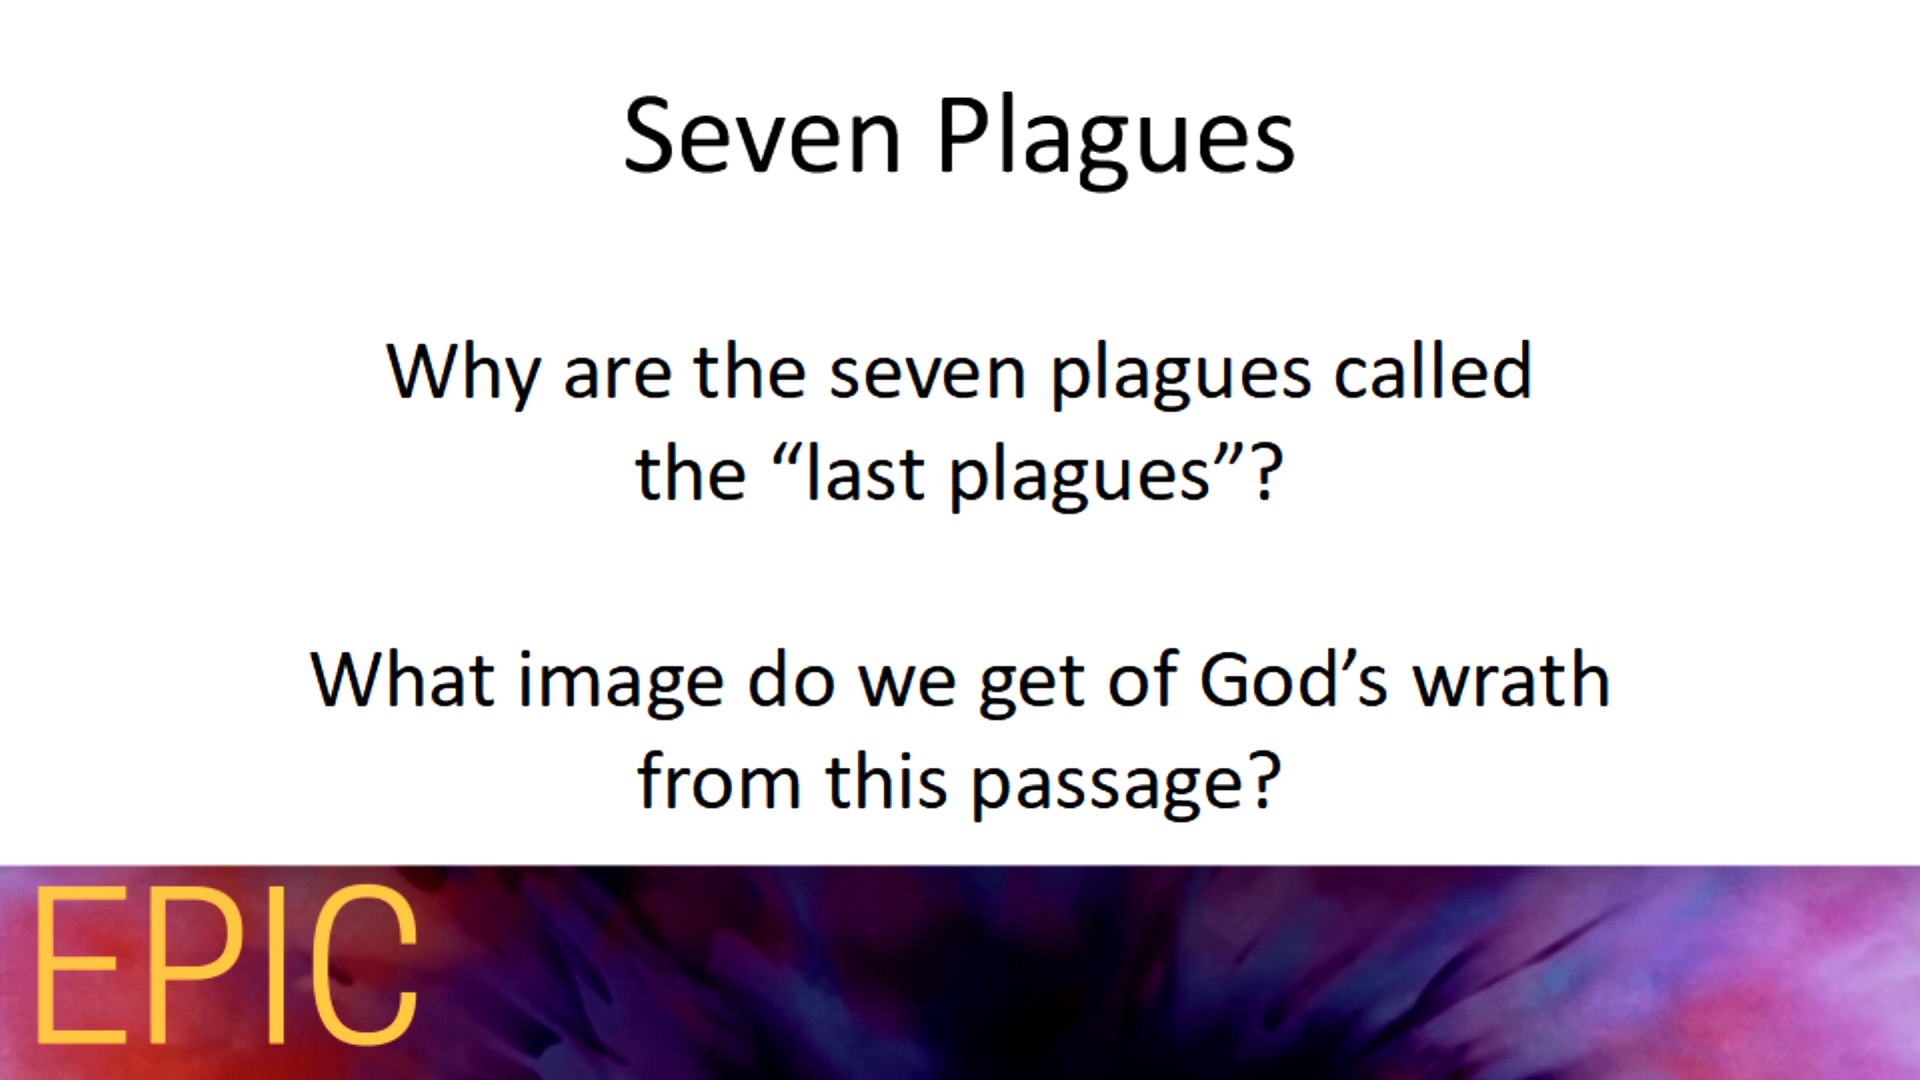 Seven Plagues
Why are the seven plagues called
the “last plagues”?
What image do we get of God’s wrath
from this passage?
EPIC